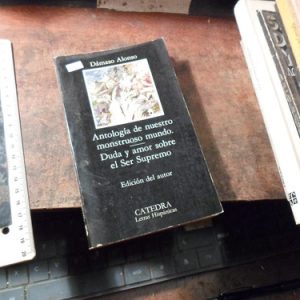 Dámaso Alonso
Antología de nuestro
monstruoso mundo.
Duda y amor sobre
el Ser Supremo
Edición del autor
CATEDRA
Letras Hispánicas